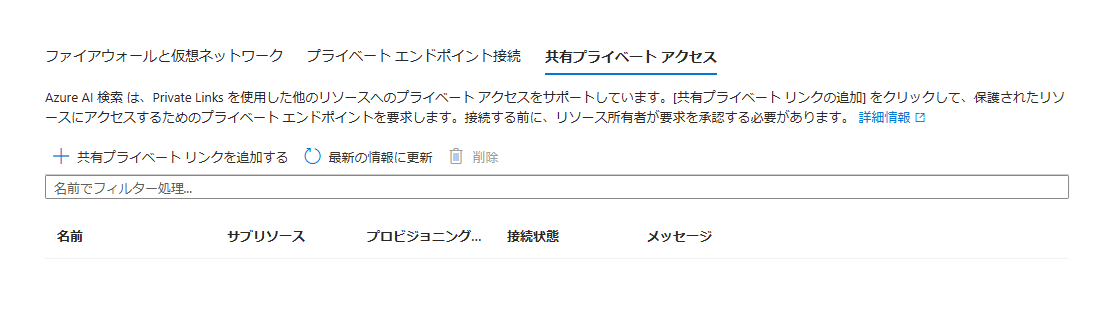 ファイアウォールと仮想ネットワーク プライベート エンドポイント接続 共有プライベート アクセス
Azure AI 検索 は、Private Links を使用した他のリソースへのプライベート アクセスをサポートしています。[共有プライベート リンクの追加] をクリックして、保護されたリソ
ースにアクセスするためのプライベート エンドポイントを要求します。接続する前に、リソース所有者が要求を承認する必要があります。 詳細情報
共有プライベート リンクを追加する 最新の情報に更新 削除
名前でフィルター処理...
名前 サブリソース プロビジョニング... 接続状態 メッセージ